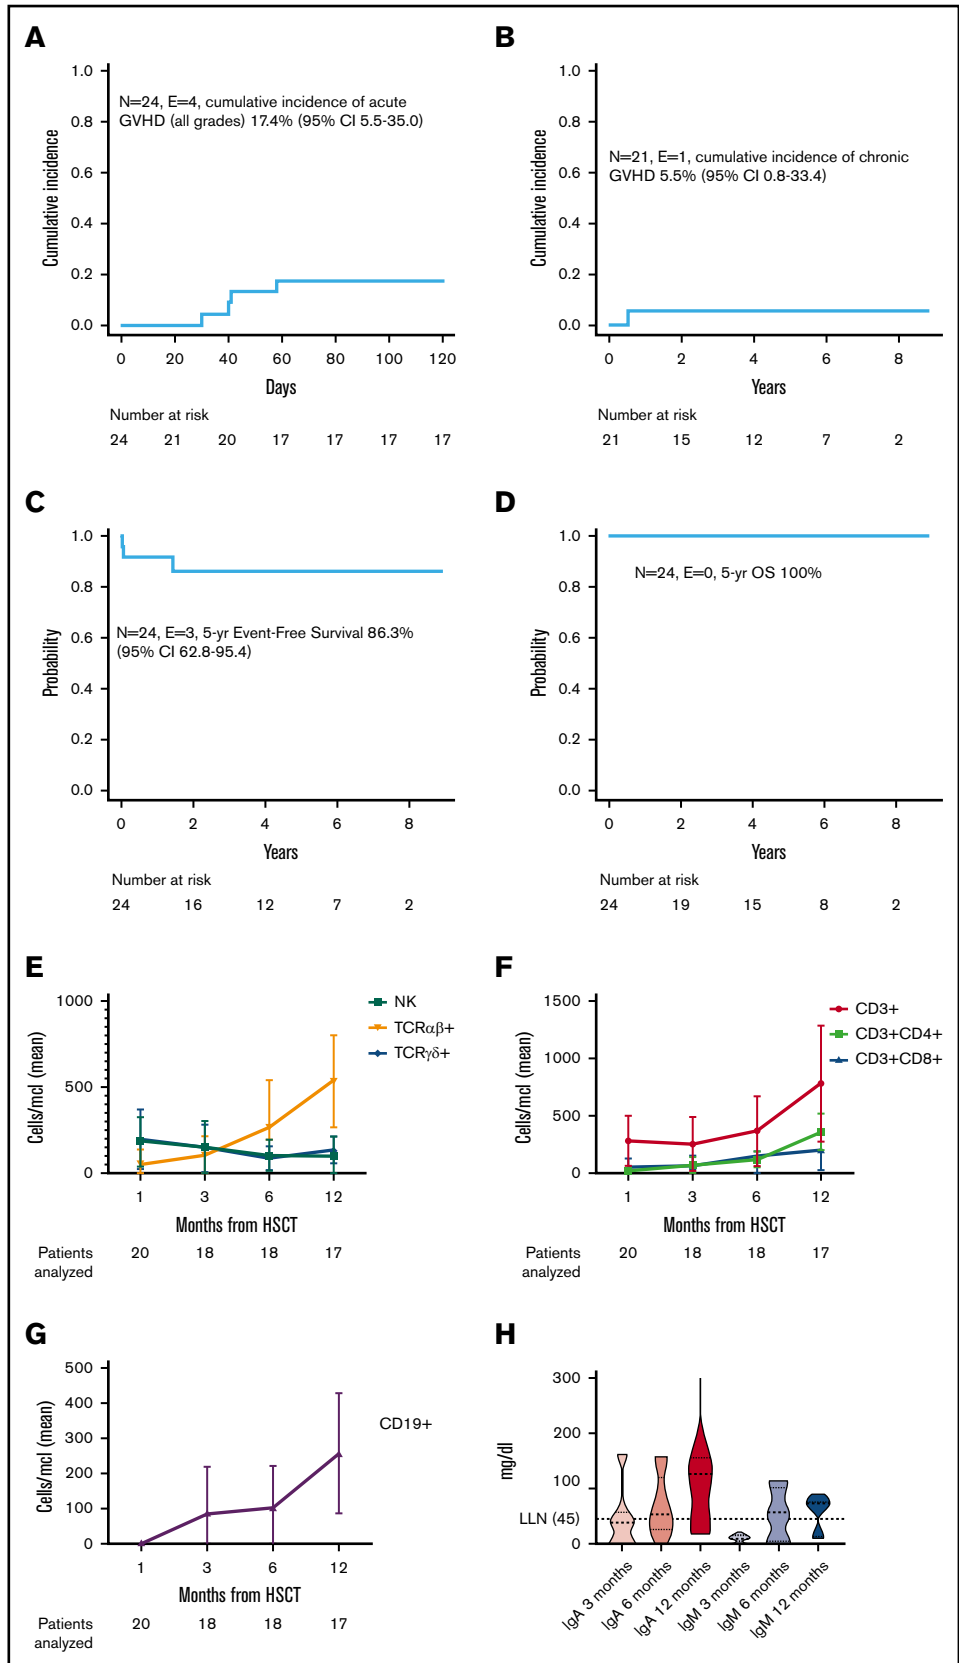 A
1.0
0.8
0.6
0.4
0.2
0.0
Cumulative incidence
N=24, E=4, cumulative incidence of acute
GVHD (all grades) 17.4% (95% CI 5.5-35.0)
0 20 40 60 80 100 120
Days
Number at risk
24 21 20 17 17 17 17
B
1.0
0.8
0.6
0.4
0.2
0.0
Cumulative incidence
N=21, E=1, cumulative incidence of chronic
GVHD 5.5% (95% CI 0.8-33.4)
0 2 4 6 8
Years
Number at risk
21 15 12 7 2
C
1.0
0.8
0.6
0.4
0.2
0.0
Probability
N=24, E=3, 5-yr Event-Free Survival 86.3%
(95% CI 62.8-95.4)
0 2 4 6 8
Years
Number at risk
24 16 12 7 2
D
1.0
0.8
0.6
0.4
0.2
0.0
Probability
N=24, E=0, 5-yr OS 100%
0 2 4 6 8
Years
Number at risk
24 19 15 8 2
E
1000
500
0
Cells/mcl (mean)
NK
TCRαβ+
TCRγδ+
1 3 6 12
Months from HSCT
Patients
analyzed
20 18 18 17
F
1500
1000
500
0
Cells/mcl (mean)
CD3+
CD3+CD4+
CD3+CD8+
1 3 6 12
Months from HSCT
Patients
analyzed
20 18 18 17
G
500
400
300
200
100
0
Cells/mcl (mean)
CD19+
1 3 6 12
Months from HSCT
Patients
analyzed
20 18 18 17
H
300
200
100
LLN (45)
0
mg/dl
IgA 3 months
IgA 6 months
IgA 12 months
IgM 3 months
IgM 6 months
IgM 12 months